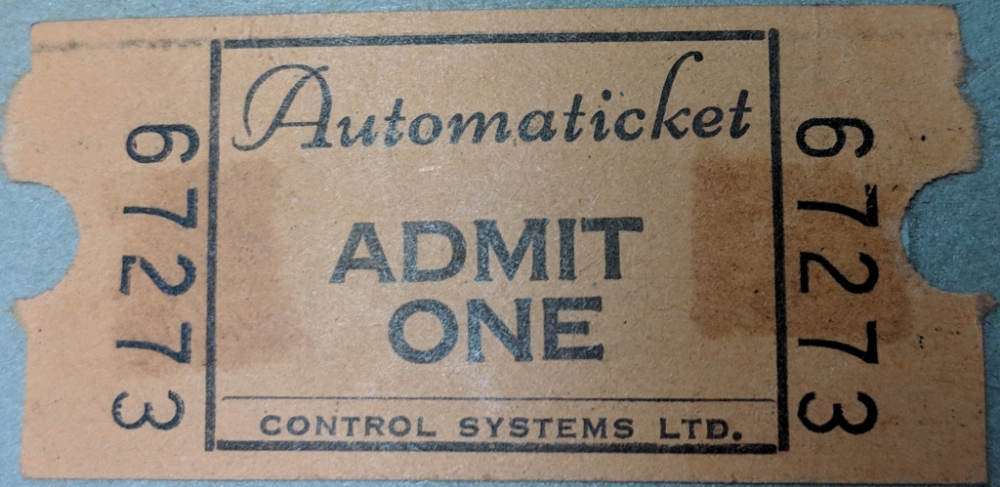 67273
Automaticket
ADMIT
ONE
CONTROL SYSTEMS LTD.
67273